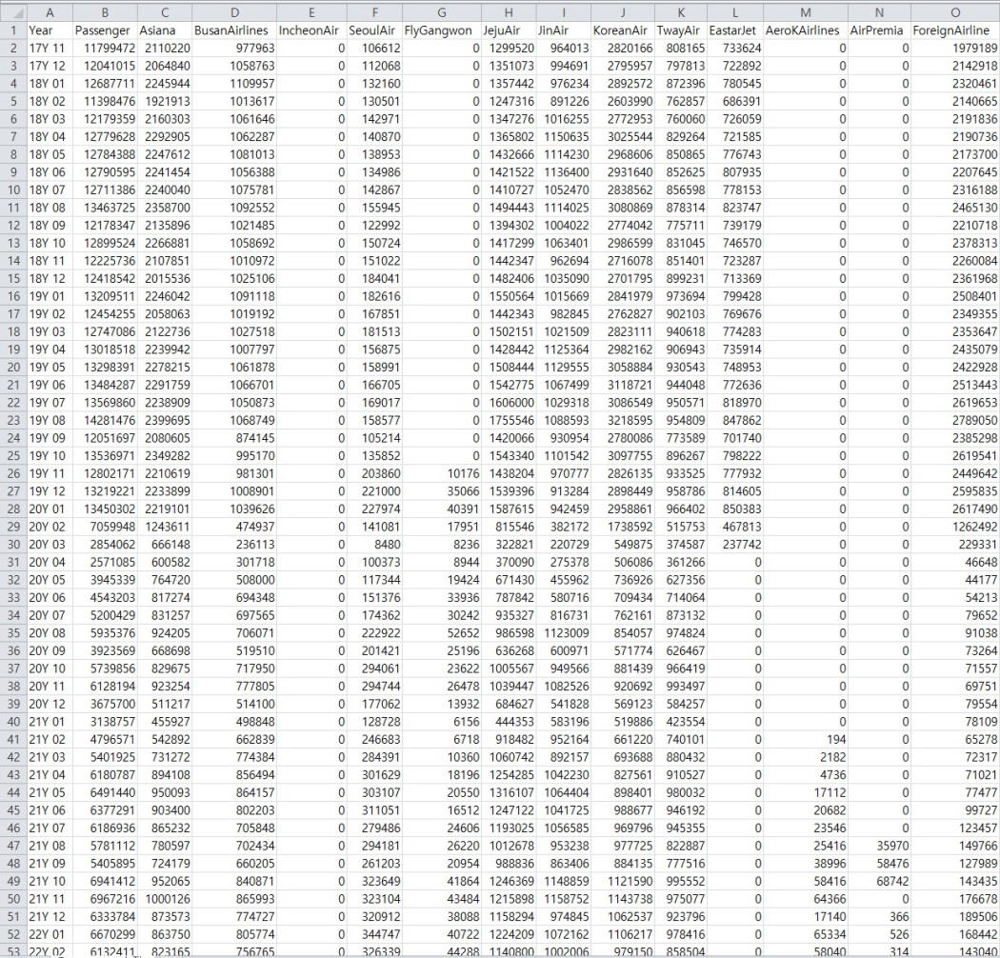 A B C D E F G H I J K L M N O
1 Year Passenger Asiana BusanAirlines IncheonAir SeoulAir FlyGangwon JejuAir JinAir KoreanAir TwayAir EastarJet AeroKAirlines AirPremia ForeignAirline
2 17Y 11 11799472 2110220 977963 0 106612 0 1299520 964013 2820166 808165 733624 0 0 1979189
3 17Y 12 12041015 2064840 1058763 0 112068 0 1351073 994691 2795957 797813 722892 0 0 2142918
4 18Y 01 12687711 2245944 1109957 0 132160 0 1357442 976234 2892572 872396 780545 0 0 2320461
5 18Y 02 11398476 1921913 1013617 0 130501 0 1247316 891226 2603990 762857 686391 0 0 2140665
6 18Y 03 12179359 2160303 1061646 0 142971 0 1347276 1016255 2772953 760060 726059 0 0 2191836
7 18Y 04 12779628 2292905 1062287 0 140870 0 1365802 1150635 3025544 829264 721585 0 0 2190736
8 18Y 05 12784388 2247612 1081013 0 138953 0 1432666 1114230 2968606 850865 776743 0 0 2173700
9 18Y 06 12790595 2241454 1056388 0 134986 0 1421522 1136400 2931640 852625 807935 0 0 2207645
10 18Y 07 12711386 2240040 1075781 0 142867 0 1410727 1052470 2838562 856598 778153 0 0 2316188
11 18Y 08 13463725 2358700 1092552 0 155945 0 1494443 1114025 3080869 878314 823747 0 0 2465130
12 18Y 09 12178347 2135896 1021485 0 122992 0 1394302 1004022 2774042 775711 739179 0 0 2210718
13 18Y 10 12899524 2266881 1058692 0 150724 0 1417299 1063401 2986599 831045 746570 0 0 2378313
14 18Y 11 12225736 2107851 1010972 0 151022 0 1442347 962694 2716078 851401 723287 0 0 2260084
15 18Y 12 12418542 2015536 1025106 0 184041 0 1482406 1035090 2701795 899231 713369 0 0 2361968
16 19Y 01 13209511 2246042 1091118 0 182616 0 1550564 1015669 2841979 973694 799428 0 0 2508401
17 19Y 02 12454255 2058063 1019192 0 167851 0 1442343 982845 2762827 902103 769676 0 0 2349355
18 19Y 03 12747086 2122736 1027518 0 181513 0 1502151 1021509 2823111 940618 774283 0 0 2353647
19 19Y 04 13018518 2239942 1007797 0 156875 0 1428442 1125364 2982162 906943 735914 0 0 2435079
20 19Y 05 13298391 2278215 1061878 0 158991 0 1508444 1129555 3058884 930543 748953 0 0 2422928
21 19Y 06 13484287 2291759 1066701 0 166705 0 1542775 1067499 3118721 944048 772636 0 0 2513443
22 19Y 07 13569860 2238909 1050873 0 169017 0 1606000 1029318 3086549 950571 818970 0 0 2619653
23 19Y 08 14281476 2399695 1068749 0 158577 0 1755546 1088593 3218595 954809 847862 0 0 2789050
24 19Y 09 12051697 2080605 874145 0 105214 0 1420066 930954 2780086 773589 701740 0 0 2385298
25 19Y 10 13536971 2349282 995170 0 135852 0 1543340 1101542 3097755 896267 798222 0 0 2619541
26 19Y 11 12802171 2210619 981301 0 203860 10176 1438204 970777 2826135 933525 777932 0 0 2449642
27 19Y 12 13219221 2233899 1008901 0 221000 35066 1539396 913284 2898449 958786 814605 0 0 2595835
28 20Y 01 13450302 2219101 1039626 0 227974 40391 1587615 942459 2958861 966402 850383 0 0 2617490
29 20Y 02 7059948 1243611 474937 0 141081 17951 815546 382172 1738592 515753 467813 0 0 1262492
30 20Y 03 2854062 666148 236113 0 8480 8236 322821 220729 549875 374587 237742 0 0 229331
31 20Y 04 2571085 600582 301718 0 100373 8944 370090 275378 506086 361266 0 0 0 46648
32 20Y 05 3945339 764720 508000 0 117344 19424 671430 455962 736926 627356 0 0 0 44177
33 20Y 06 4543203 817274 694348 0 151376 33936 787842 580716 709434 714064 0 0 0 54213
34 20Y 07 5200429 831257 697565 0 174362 30242 935327 816731 762161 873132 0 0 0 79652
35 20Y 08 5935376 924205 706071 0 222922 52652 986598 1123009 854057 974824 0 0 0 91038
36 20Y 09 3923569 668698 519510 0 201421 25196 636268 600971 571774 626467 0 0 0 73264
37 20Y 10 5739856 829675 717950 0 294061 23622 1005567 949566 881439 966419 0 0 0 71557
38 20Y 11 6128194 923254 777805 0 294744 26478 1039447 1082526 920692 993497 0 0 0 69751
39 20Y 12 3675700 511217 514100 0 177062 13932 684627 541828 569123 584257 0 0 0 79554
40 21Y 01 3138757 455927 498848 0 128728 6156 444353 583196 519886 423554 0 0 0 78109
41 21Y 02 4796571 542892 662839 0 246683 6718 918482 952164 661220 740101 0 194 0 65278
42 21Y 03 5401925 731272 774384 0 284391 10360 1060742 892157 693688 880432 0 2182 0 72317
43 21Y 04 6180787 894108 856494 0 301629 18196 1254285 1042230 827561 910527 0 4736 0 71021
44 21Y 05 6491440 950093 864157 0 303107 20550 1316107 1064404 898401 980032 0 17112 0 77477
45 21Y 06 6377291 903400 802203 0 311051 16512 1247122 1041725 988677 946192 0 20682 0 99727
46 21Y 07 6186936 865232 705848 0 279486 24606 1193025 1056585 969796 945355 0 23546 0 123457
47 21Y 08 5781112 780597 702434 0 294181 26220 1012678 953238 977725 822887 0 25416 35970 149766
48 21Y 09 5405895 724179 660205 0 261203 20954 988836 863406 884135 777516 0 38996 58476 127989
49 21Y 10 6941412 952065 840871 0 323649 41864 1246369 1148859 1121590 995552 0 58416 68742 143435
50 21Y 11 6967216 1000126 865993 0 323104 43484 1215898 1158752 1143738 975077 0 64366 0 176678
51 21Y 12 6333784 873573 774727 0 320912 38088 1158294 974845 1062537 923796 0 17140 366 189506
52 22Y 01 6670299 863750 805774 0 344747 40722 1224209 1072162 1106217 978416 0 65334 526 168442
53 22Y 02 6132411 823165 756765 0 326339 44288 1140800 1002006 979150 858504 0 58040 314 143040